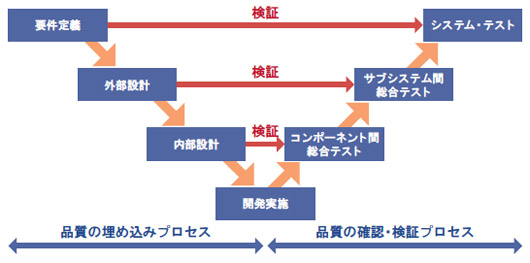 検証
要件定義
システム・テスト
検証
外部設計
サブシステム間
総合テスト
検証
内部設計
コンポーネント間
総合テスト
開発実施
品質の埋め込みプロセス
品質の確認・検証プロセス